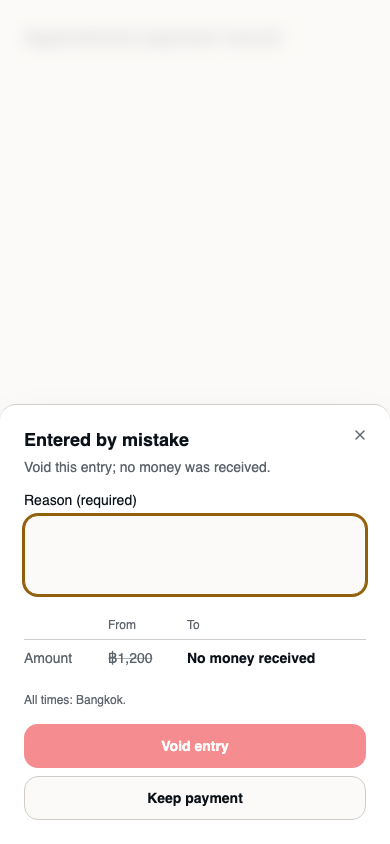 Entered by mistake
Void this entry; no money was received.
Reason (required)
From To
Amount ฿1,200 No money received
All times: Bangkok.
Void entry
Keep payment